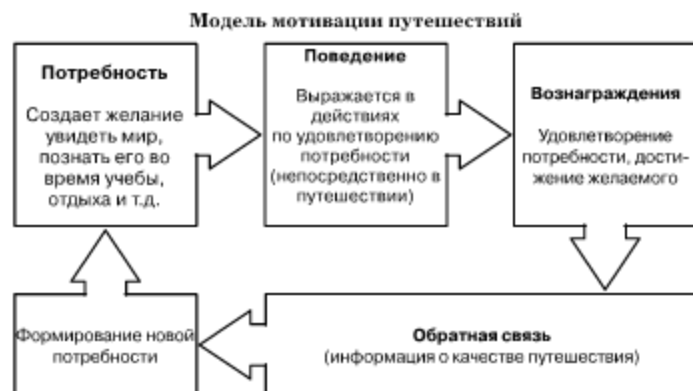 Модель мотивации путешествий
Потребность
Создает желание
увидеть мир,
познать его во
время учебы,
отдыха и т.д.
Поведение
Выражается в
действиях
по удовлетворению
потребности
(непосредственно в
путешествии)
Вознаграждения
Удовлетворение
потребности, дости-
жение желаемого
Обратная связь
(информация о качестве путешествия)
Формирование новой
потребности